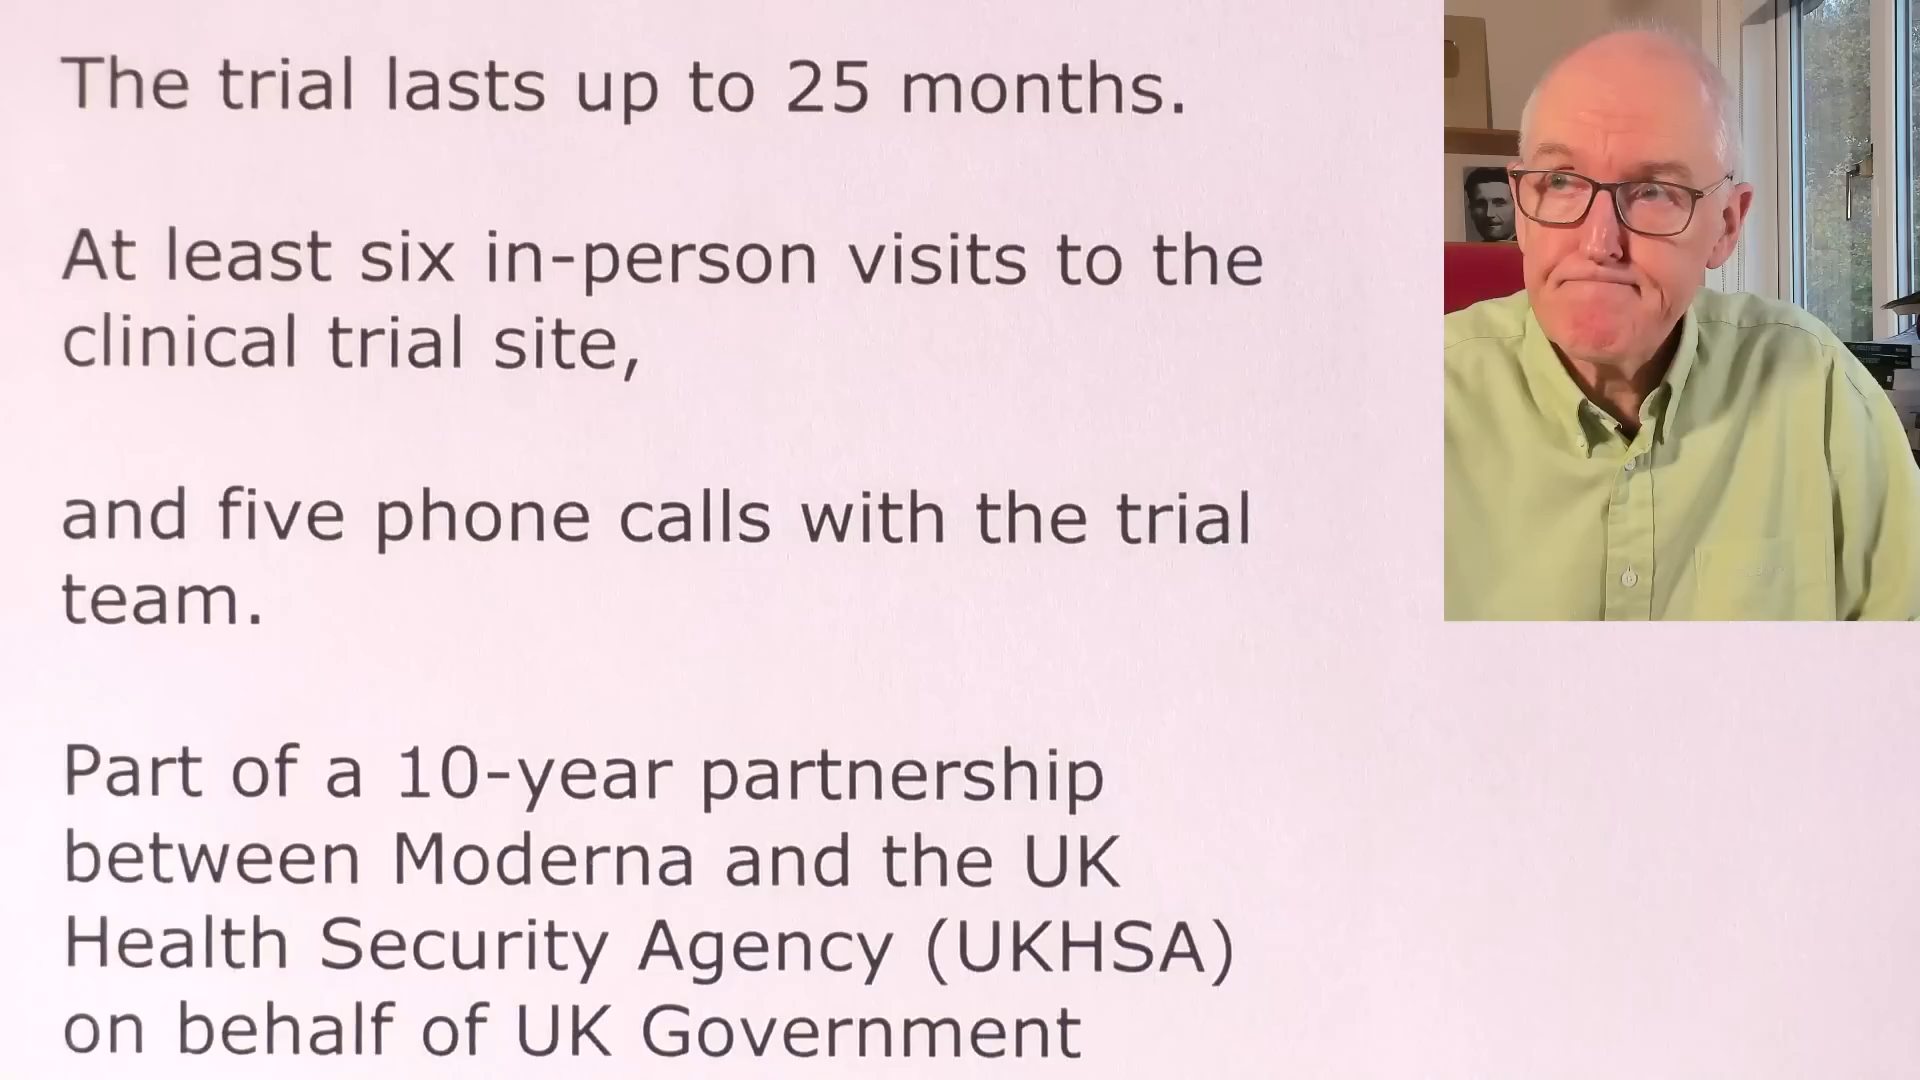 The trial lasts up to 25 months.
At least six in-person visits to the
clinical trial site,
and five phone calls with the trial
team.
Part of a 10-year partnership
between Moderna and the UK
Health Security Agency (UKHSA)
on behalf of UK Government